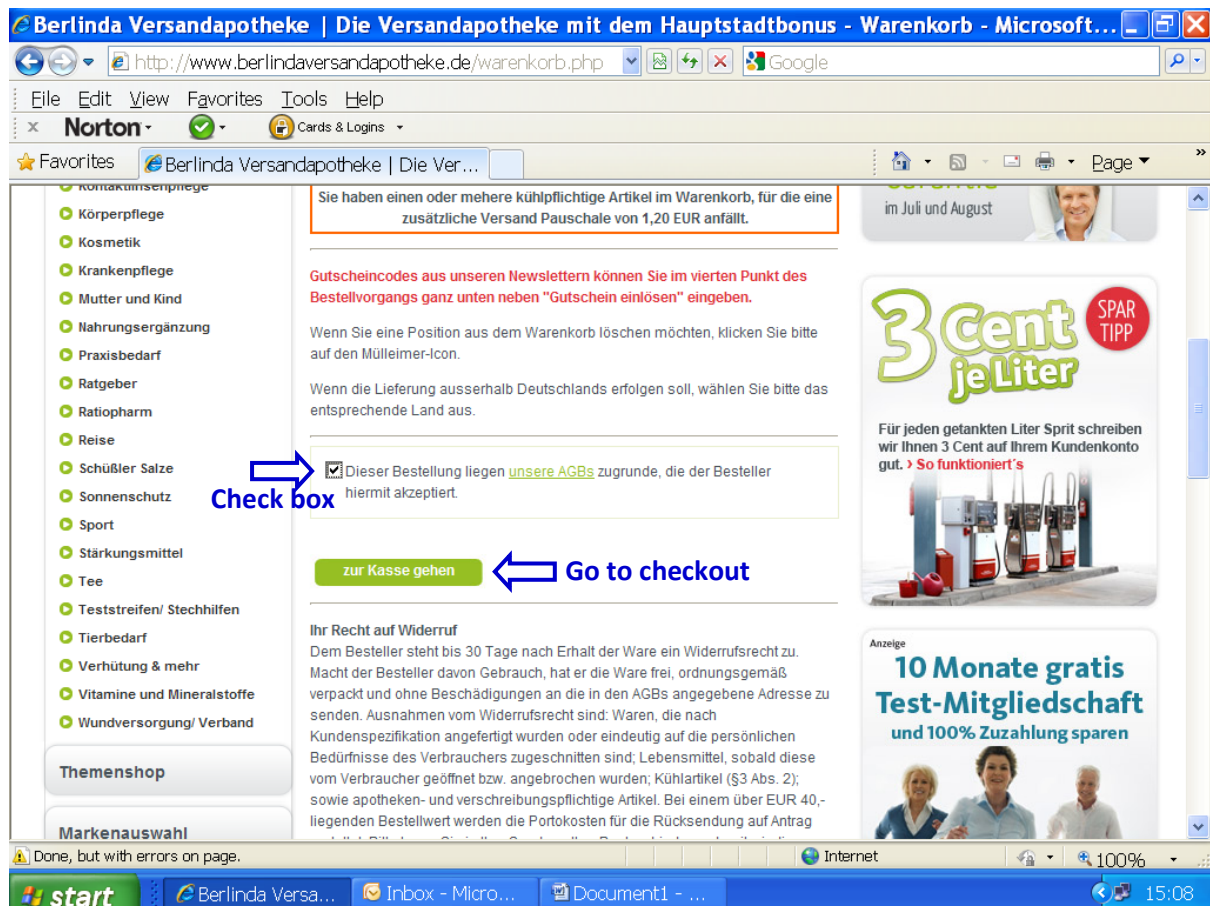 Berlinda Versandapotheke | Die Versandapotheke mit dem Hauptstadtbonus - Warenkorb - Microsoft...
http://www.berlindaversandapotheke.de/warenkorb.php
Google
File Edit View Favorites Tools Help
x Norton
Cards & Logins
Favorites
Berlinda Versandapotheke | Die Ver...
Page
»
Kontaktlinsenpflege
Körperpflege
Kosmetik
Krankenpflege
Mutter und Kind
Nahrungsergänzung
Praxisbedarf
Ratgeber
Ratiopharm
Reise
Schüßler Salze
Sonnenschutz
Sport
Stärkungsmittel
Tee
Teststreifen/ Stechhilfen
Tierbedarf
Verhütung & mehr
Vitamine und Mineralstoffe
Wundversorgung/ Verband
Themenshop
Markenauswahl
Sie haben einen oder mehere kühlpflichtige Artikel im Warenkorb, für die eine
zusätzliche Versand Pauschale von 1,20 EUR anfällt.
Gutscheincodes aus unseren Newslettern können Sie im vierten Punkt des
Bestellvorgangs ganz unten neben "Gutschein einlösen" eingeben.
Wenn Sie eine Position aus dem Warenkorb löschen möchten, klicken Sie bitte
auf den Mülleimer-Icon.
Wenn die Lieferung ausserhalb Deutschlands erfolgen soll, wählen Sie bitte das
entsprechende Land aus.
Dieser Bestellung liegen unsere AGBs zugrunde, die der Besteller
hiermit akzeptiert.
Check box
zur Kasse gehen
Go to checkout
Ihr Recht auf Widerruf
Dem Besteller steht bis 30 Tage nach Erhalt der Ware ein Widerrufsrecht zu.
Macht der Besteller davon Gebrauch, hat er die Ware frei, ordnungsgemäß
verpackt und ohne Beschädigungen an die in den AGBs angegebene Adresse zu
senden. Ausnahmen vom Widerrufsrecht sind: Waren, die nach
Kundenspezifikation angefertigt wurden oder eindeutig auf die persönlichen
Bedürfnisse des Verbrauchers zugeschnitten sind; Lebensmittel, sobald diese
vom Verbraucher geöffnet bzw. angebrochen wurden; Kühlartikel (§3 Abs. 2);
sowie apotheken- und verschreibungspflichtige Artikel. Bei einem über EUR 40,-
liegenden Bestellwert werden die Portokosten für die Rücksendung auf Antrag
im Juli und August
3 Cent
je Liter
SPAR
TIPP
Für jeden getankten Liter Sprit schreiben
wir Ihnen 3 Cent auf Ihrem Kundenkonto
gut. › So funktioniert´s
Anzeige
10 Monate gratis
Test-Mitgliedschaft
und 100% Zuzahlung sparen
Done, but with errors on page.
Internet
100%
start
Berlinda Versa...
Inbox - Micro...
Document1 - ...
15:08